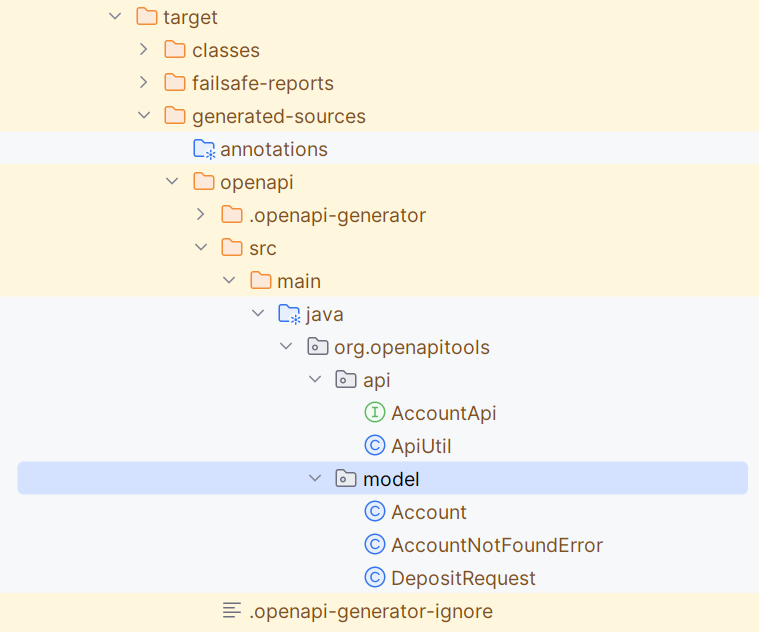 target
classes
failsafe-reports
generated-sources
annotations
openapi
.openapi-generator
src
main
java
org.openapitools
api
I AccountApi
C ApiUtil
model
C Account
C AccountNotFoundError
C DepositRequest
.openapi-generator-ignore